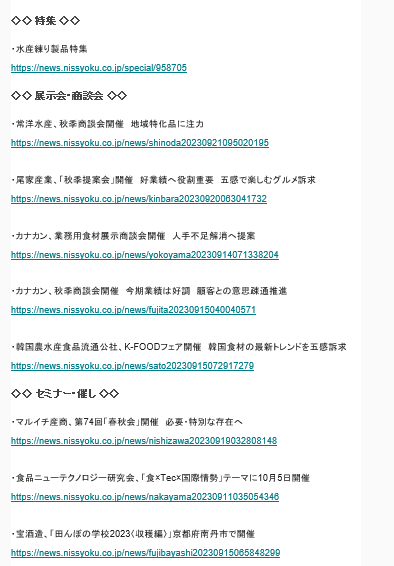 ◇◇ 特集 ◇◇
・水産練り製品特集
https://news.nissyoku.co.jp/special/958705
◇◇ 展示会・商談会 ◇◇
・常洋水産、秋季商談会開催　地域特化品に注力
https://news.nissyoku.co.jp/news/shinoda20230921095020195
・尾家産業、「秋季提案会」開催　好業績へ役割重要　五感で楽しむグルメ訴求
https://news.nissyoku.co.jp/news/kinbara20230920063041732
・カナカン、業務用食材展示商談会開催　人手不足解消へ提案
https://news.nissyoku.co.jp/news/yokoyama20230914071338204
・カナカン、秋季商談会開催　今期業績は好調　顧客との意思疎通推進
https://news.nissyoku.co.jp/news/fujita20230915040040571
・韓国農水産食品流通公社、K-FOODフェア開催　韓国食材の最新トレンドを五感訴求
https://news.nissyoku.co.jp/news/sato20230915072917279
◇◇ セミナー・催し ◇◇
・マルイチ産商、第74回「春秋会」開催　必要・特別な存在へ
https://news.nissyoku.co.jp/news/nishizawa20230919032808148
・食品ニューテクノロジー研究会、「食×Tec×国際情勢」テーマに10月5日開催
https://news.nissyoku.co.jp/news/nakayama20230911035054346
・宝酒造、「田んぼの学校2023〈収穫編〉」京都府南丹市で開催
https://news.nissyoku.co.jp/news/fujibayashi20230915065848299